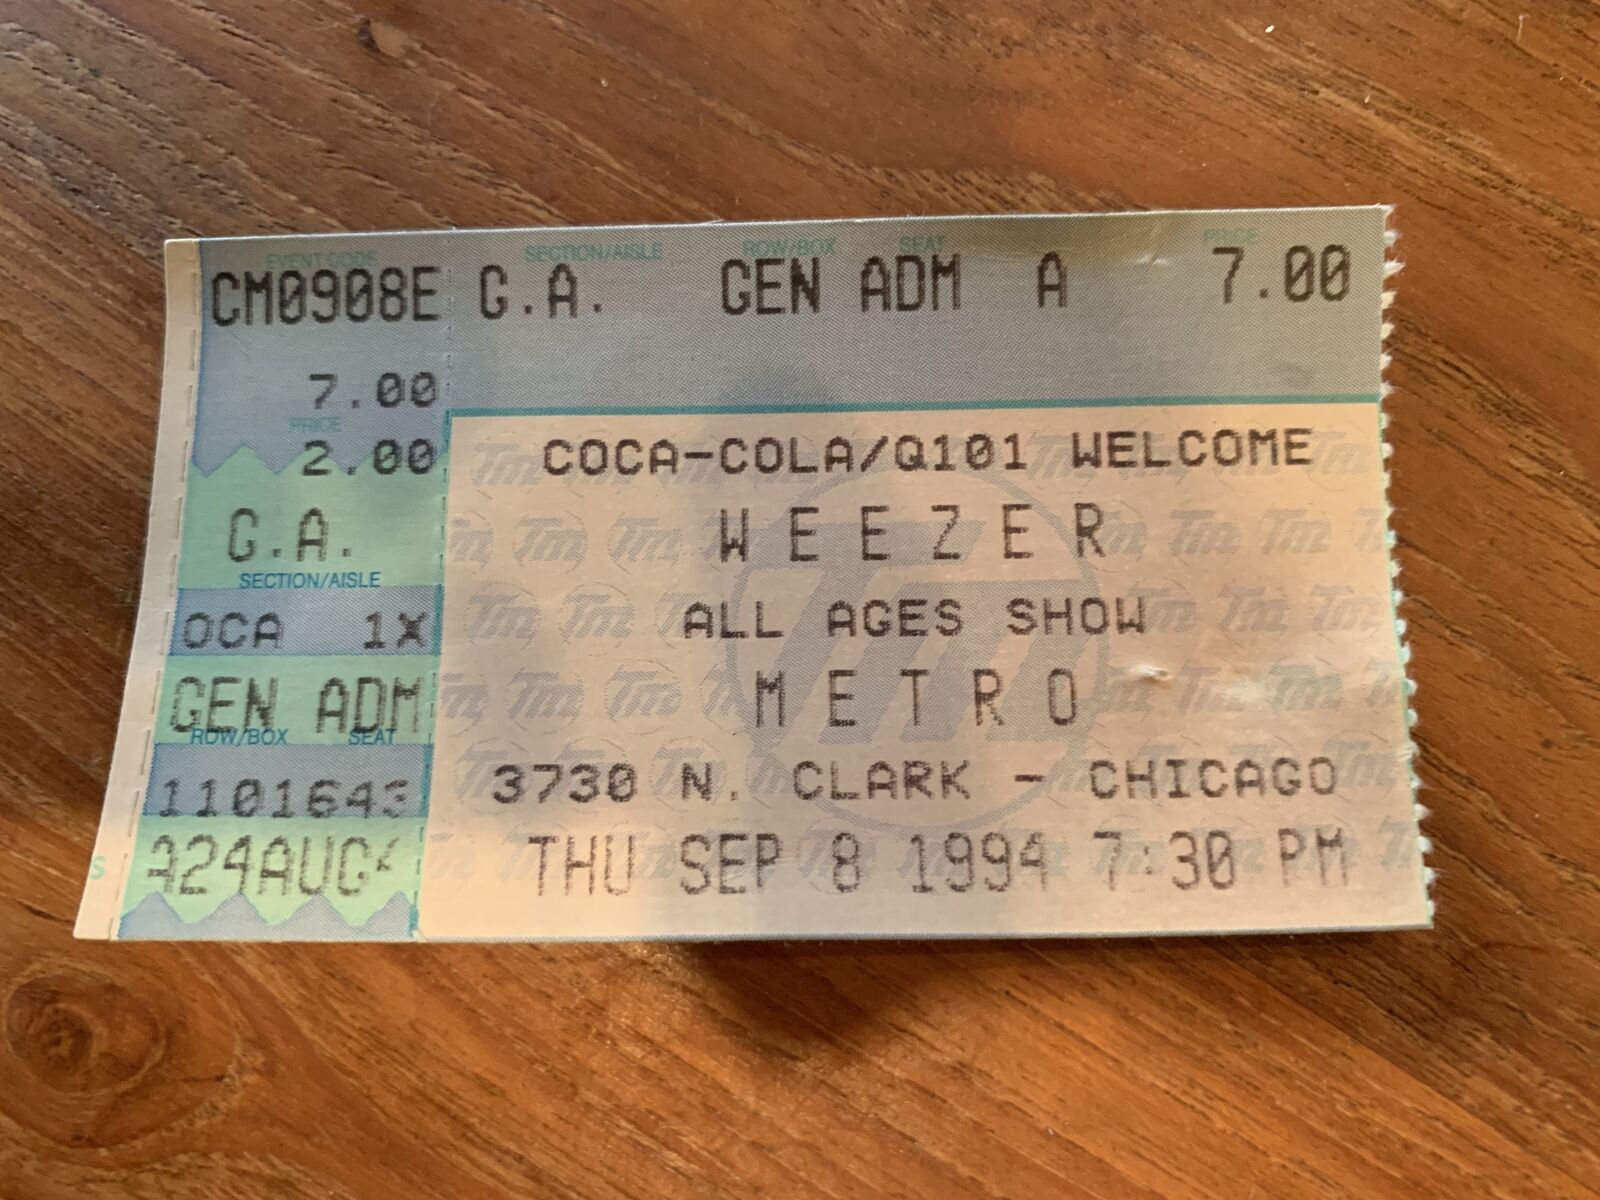 EVENT CODE SECTION/AISLE ROW/BOX SEAT PRICE
CM0908E G.A. GEN ADM A 7.00
7.00
PRICE
2.00
G.A.
SECTION/AISLE
OCA 1X
GEN ADM
ROW/BOX SEAT
1101643
A24AUG4
COCA-COLA/Q101 WELCOME
WEEZER
ALL AGES SHOW
METRO
3730 N. CLARK - CHICAGO
THU SEP 8 1994 7:30 PM